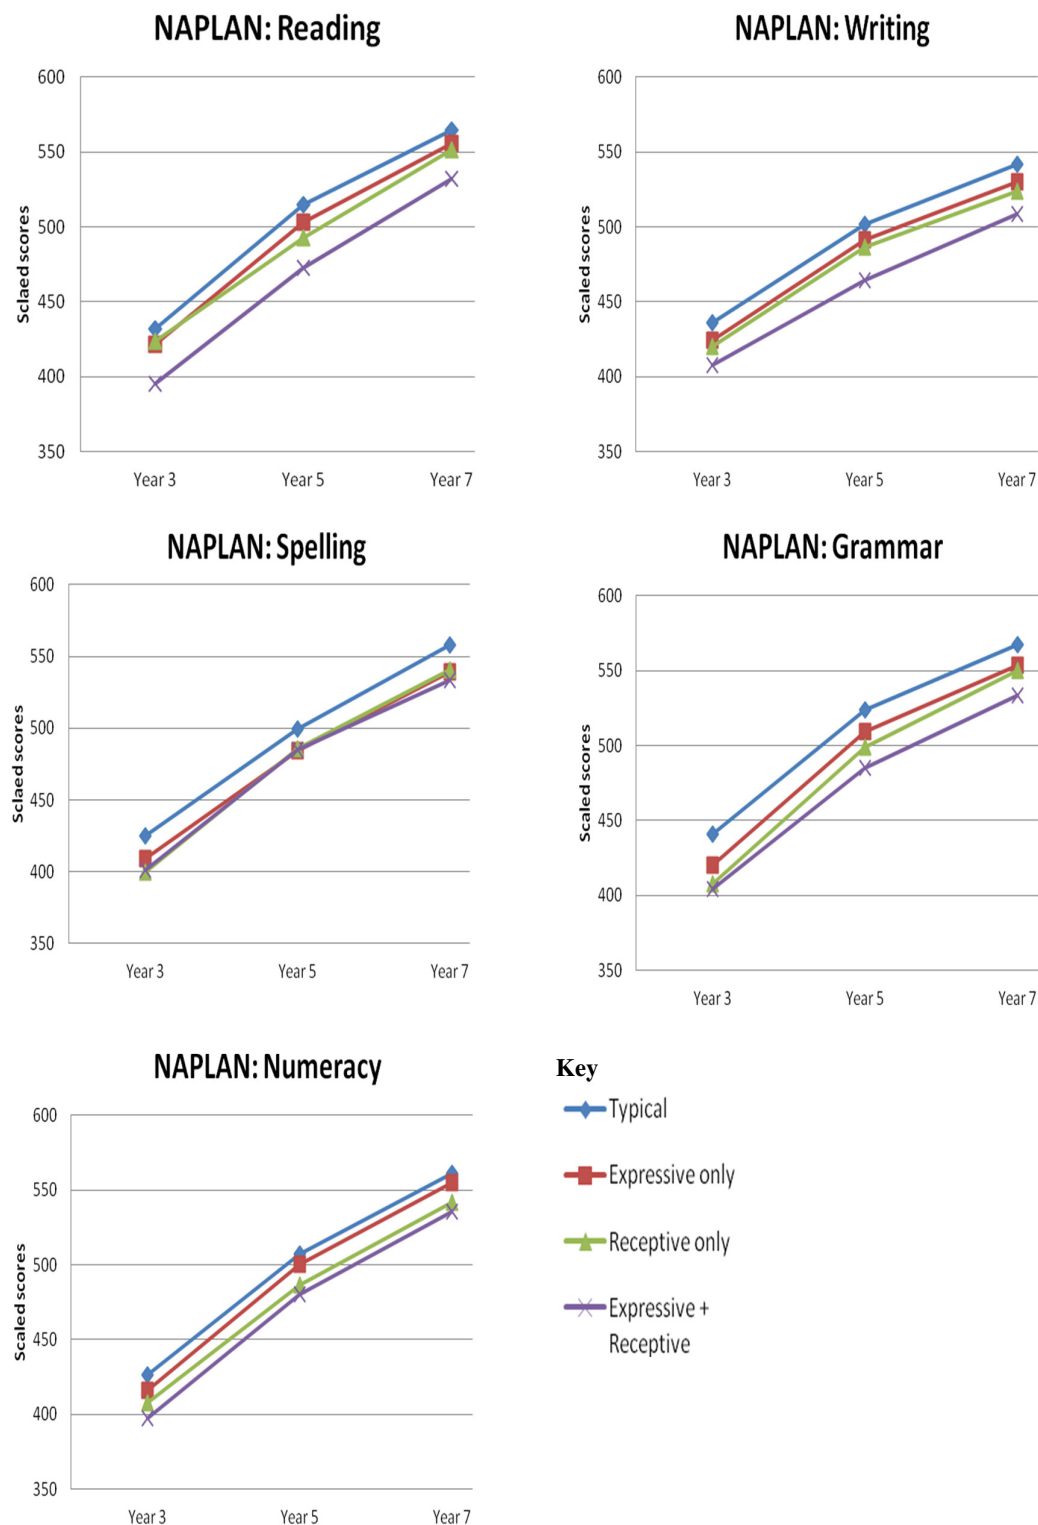 NAPLAN: Reading
600
550
500
450
400
350
Sclaed scores
Year 3 Year 5 Year 7
NAPLAN: Writing
600
550
500
450
400
350
Scaled scores
Year 3 Year 5 Year 7
NAPLAN: Spelling
600
550
500
450
400
350
Sclaed scores
Year 3 Year 5 Year 7
NAPLAN: Grammar
600
550
500
450
400
350
Scaled scores
Year 3 Year 5 Year 7
NAPLAN: Numeracy
600
550
500
450
400
350
Scaled scores
Year 3 Year 5 Year 7
Key
Typical
Expressive only
Receptive only
Expressive +
Receptive